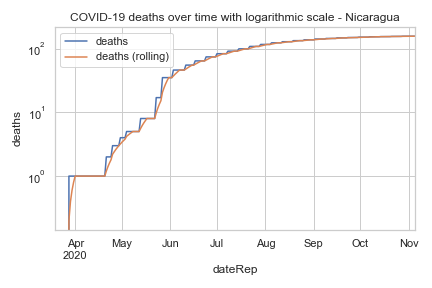 COVID-19 deaths over time with logarithmic scale - Nicaragua
deaths
deaths (rolling)
10²
10¹
10⁰
deaths
Apr
2020
May
Jun
Jul
Aug
Sep
Oct
Nov
dateRep